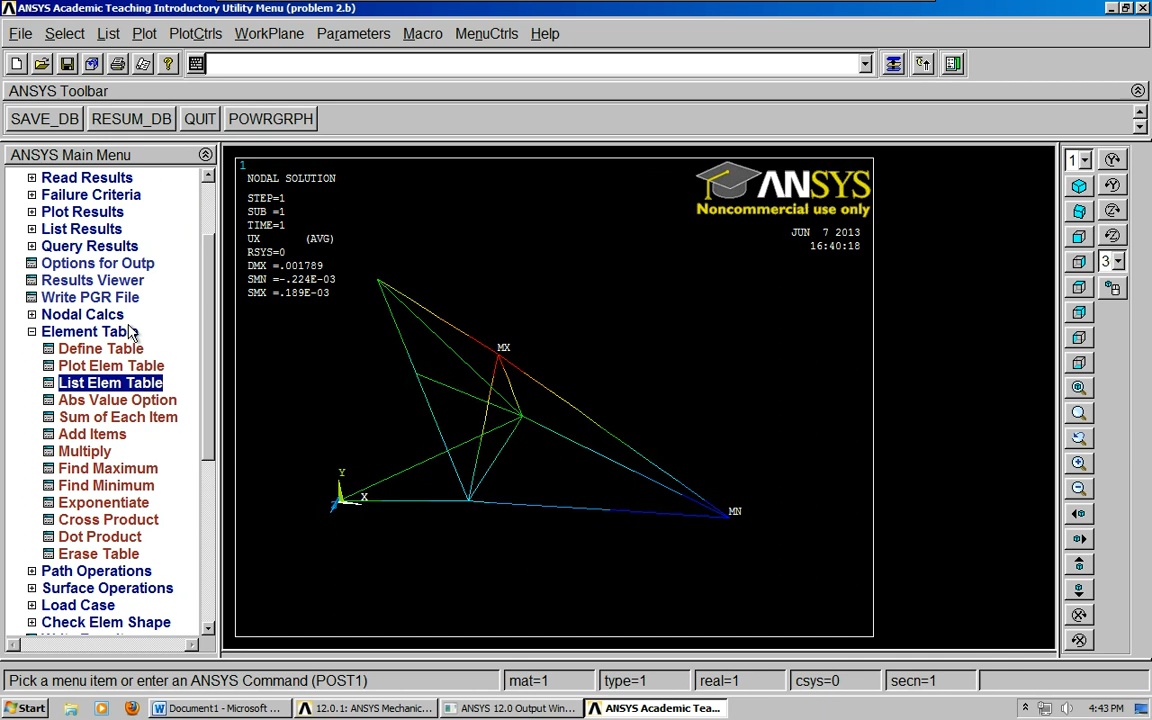 ANSYS Academic Teaching Introductory Utility Menu (problem 2.b)
File Select List Plot PlotCtrls WorkPlane Parameters Macro MenuCtrls Help
ANSYS Toolbar
SAVE_DB RESUM_DB QUIT POWRGRPH
ANSYS Main Menu
Read Results
Failure Criteria
Plot Results
List Results
Query Results
Options for Outp
Results Viewer
Write PGR File
Nodal Calcs
Element Table
Define Table
Plot Elem Table
List Elem Table
Abs Value Option
Sum of Each Item
Add Items
Multiply
Find Maximum
Find Minimum
Exponentiate
Cross Product
Dot Product
Erase Table
Path Operations
Surface Operations
Load Case
Check Elem Shape
1
NODAL SOLUTION
STEP=1
SUB =1
TIME=1
UX (AVG)
RSYS=0
DMX =.001789
SMN =-.224E-03
SMX =.189E-03
ANSYS
Noncommercial use only
JUN 7 2013
16:40:18
MX
MN
Y
X
Z
1
3
Pick a menu item or enter an ANSYS Command (POST1) mat=1 type=1 real=1 csys=0 secn=1
Start Document1 - Microsoft ... 12.0.1: ANSYS Mechanic... ANSYS 12.0 Output Win... ANSYS Academic Tea... 4:43 PM